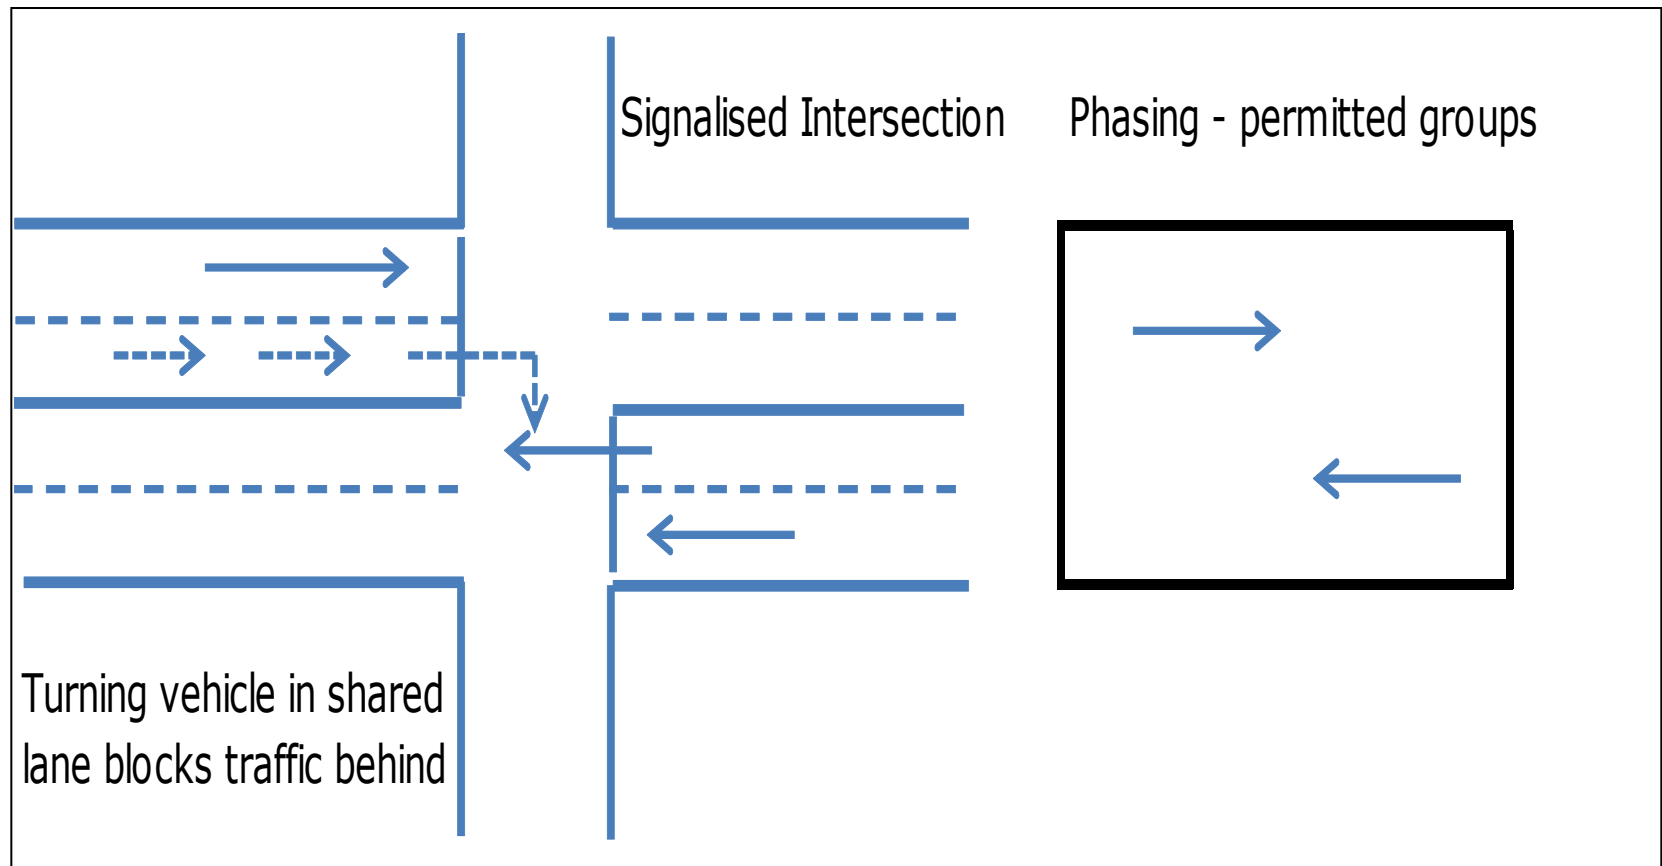 Signalised Intersection
Phasing - permitted groups
Turning vehicle in shared
lane blocks traffic behind